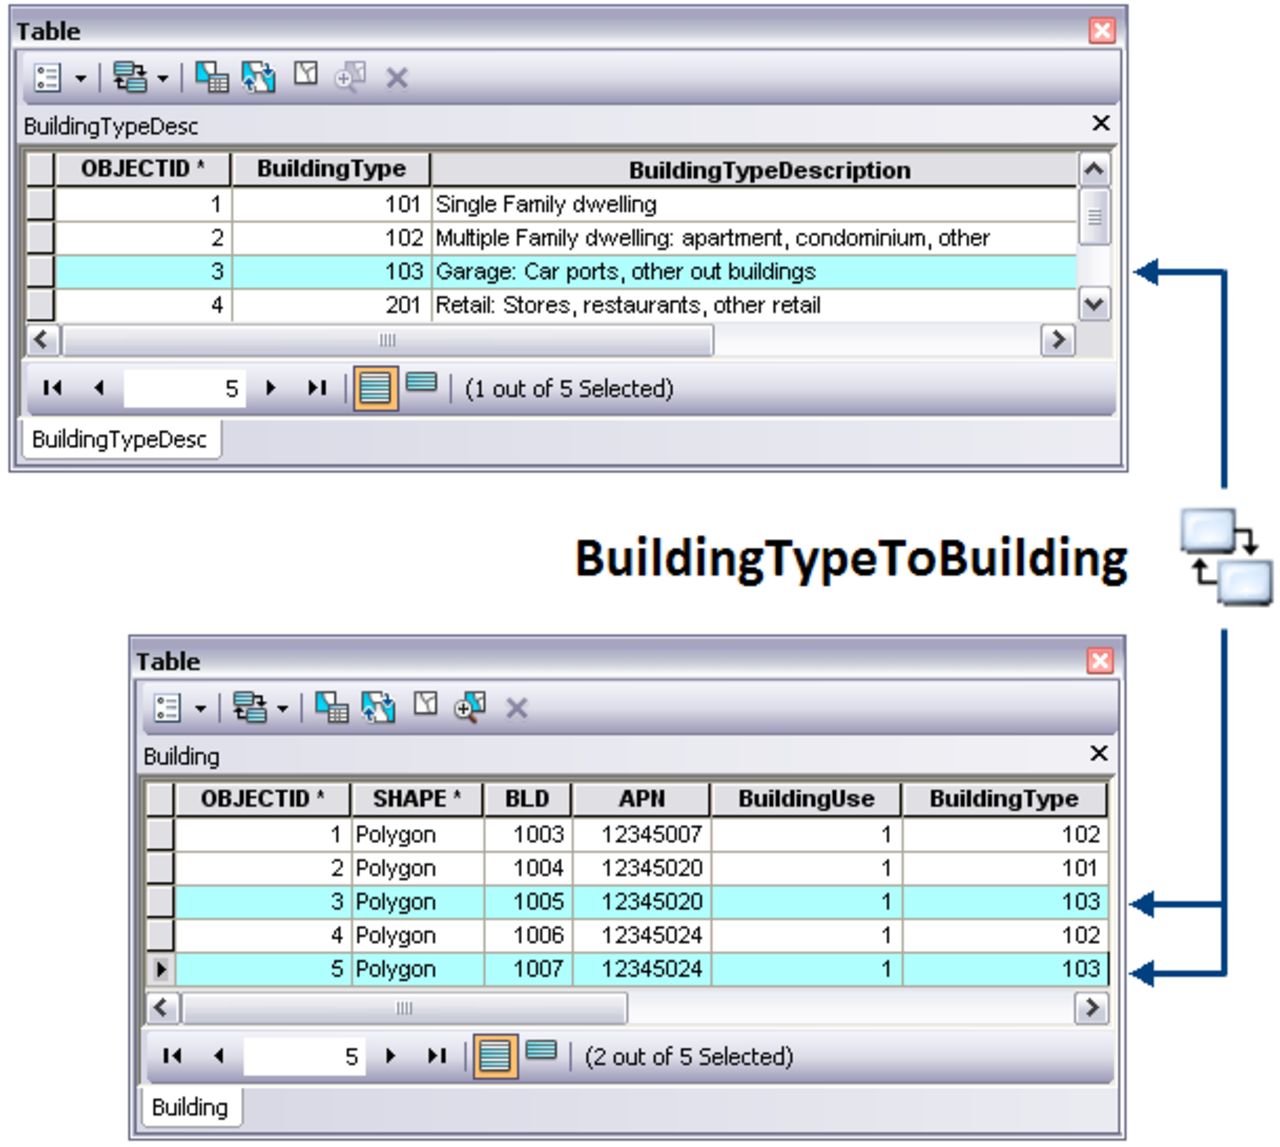 Table
BuildingTypeDesc
OBJECTID * BuildingType BuildingTypeDescription
1 101 Single Family dwelling
2 102 Multiple Family dwelling: apartment, condominium, other
3 103 Garage: Car ports, other out buildings
4 201 Retail: Stores, restaurants, other retail
5 (1 out of 5 Selected)
BuildingTypeDesc
BuildingTypeToBuilding
Table
Building
OBJECTID * SHAPE * BLD APN BuildingUse BuildingType
1 Polygon 1003 12345007 1 102
2 Polygon 1004 12345020 1 101
3 Polygon 1005 12345020 1 103
4 Polygon 1006 12345024 1 102
5 Polygon 1007 12345024 1 103
5 (2 out of 5 Selected)
Building